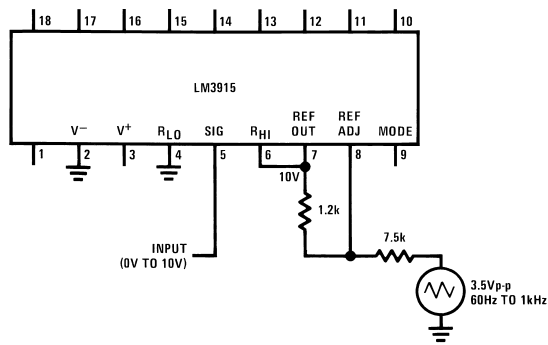 18 17 16 15 14 13 12 11 10
LM3915
REF REF
V− V+ RLO SIG RHI OUT ADJ MODE
1 2 3 4 5 6 7 8 9
10V
1.2k
INPUT
(0V TO 10V)
7.5k
3.5Vp-p
60Hz TO 1kHz